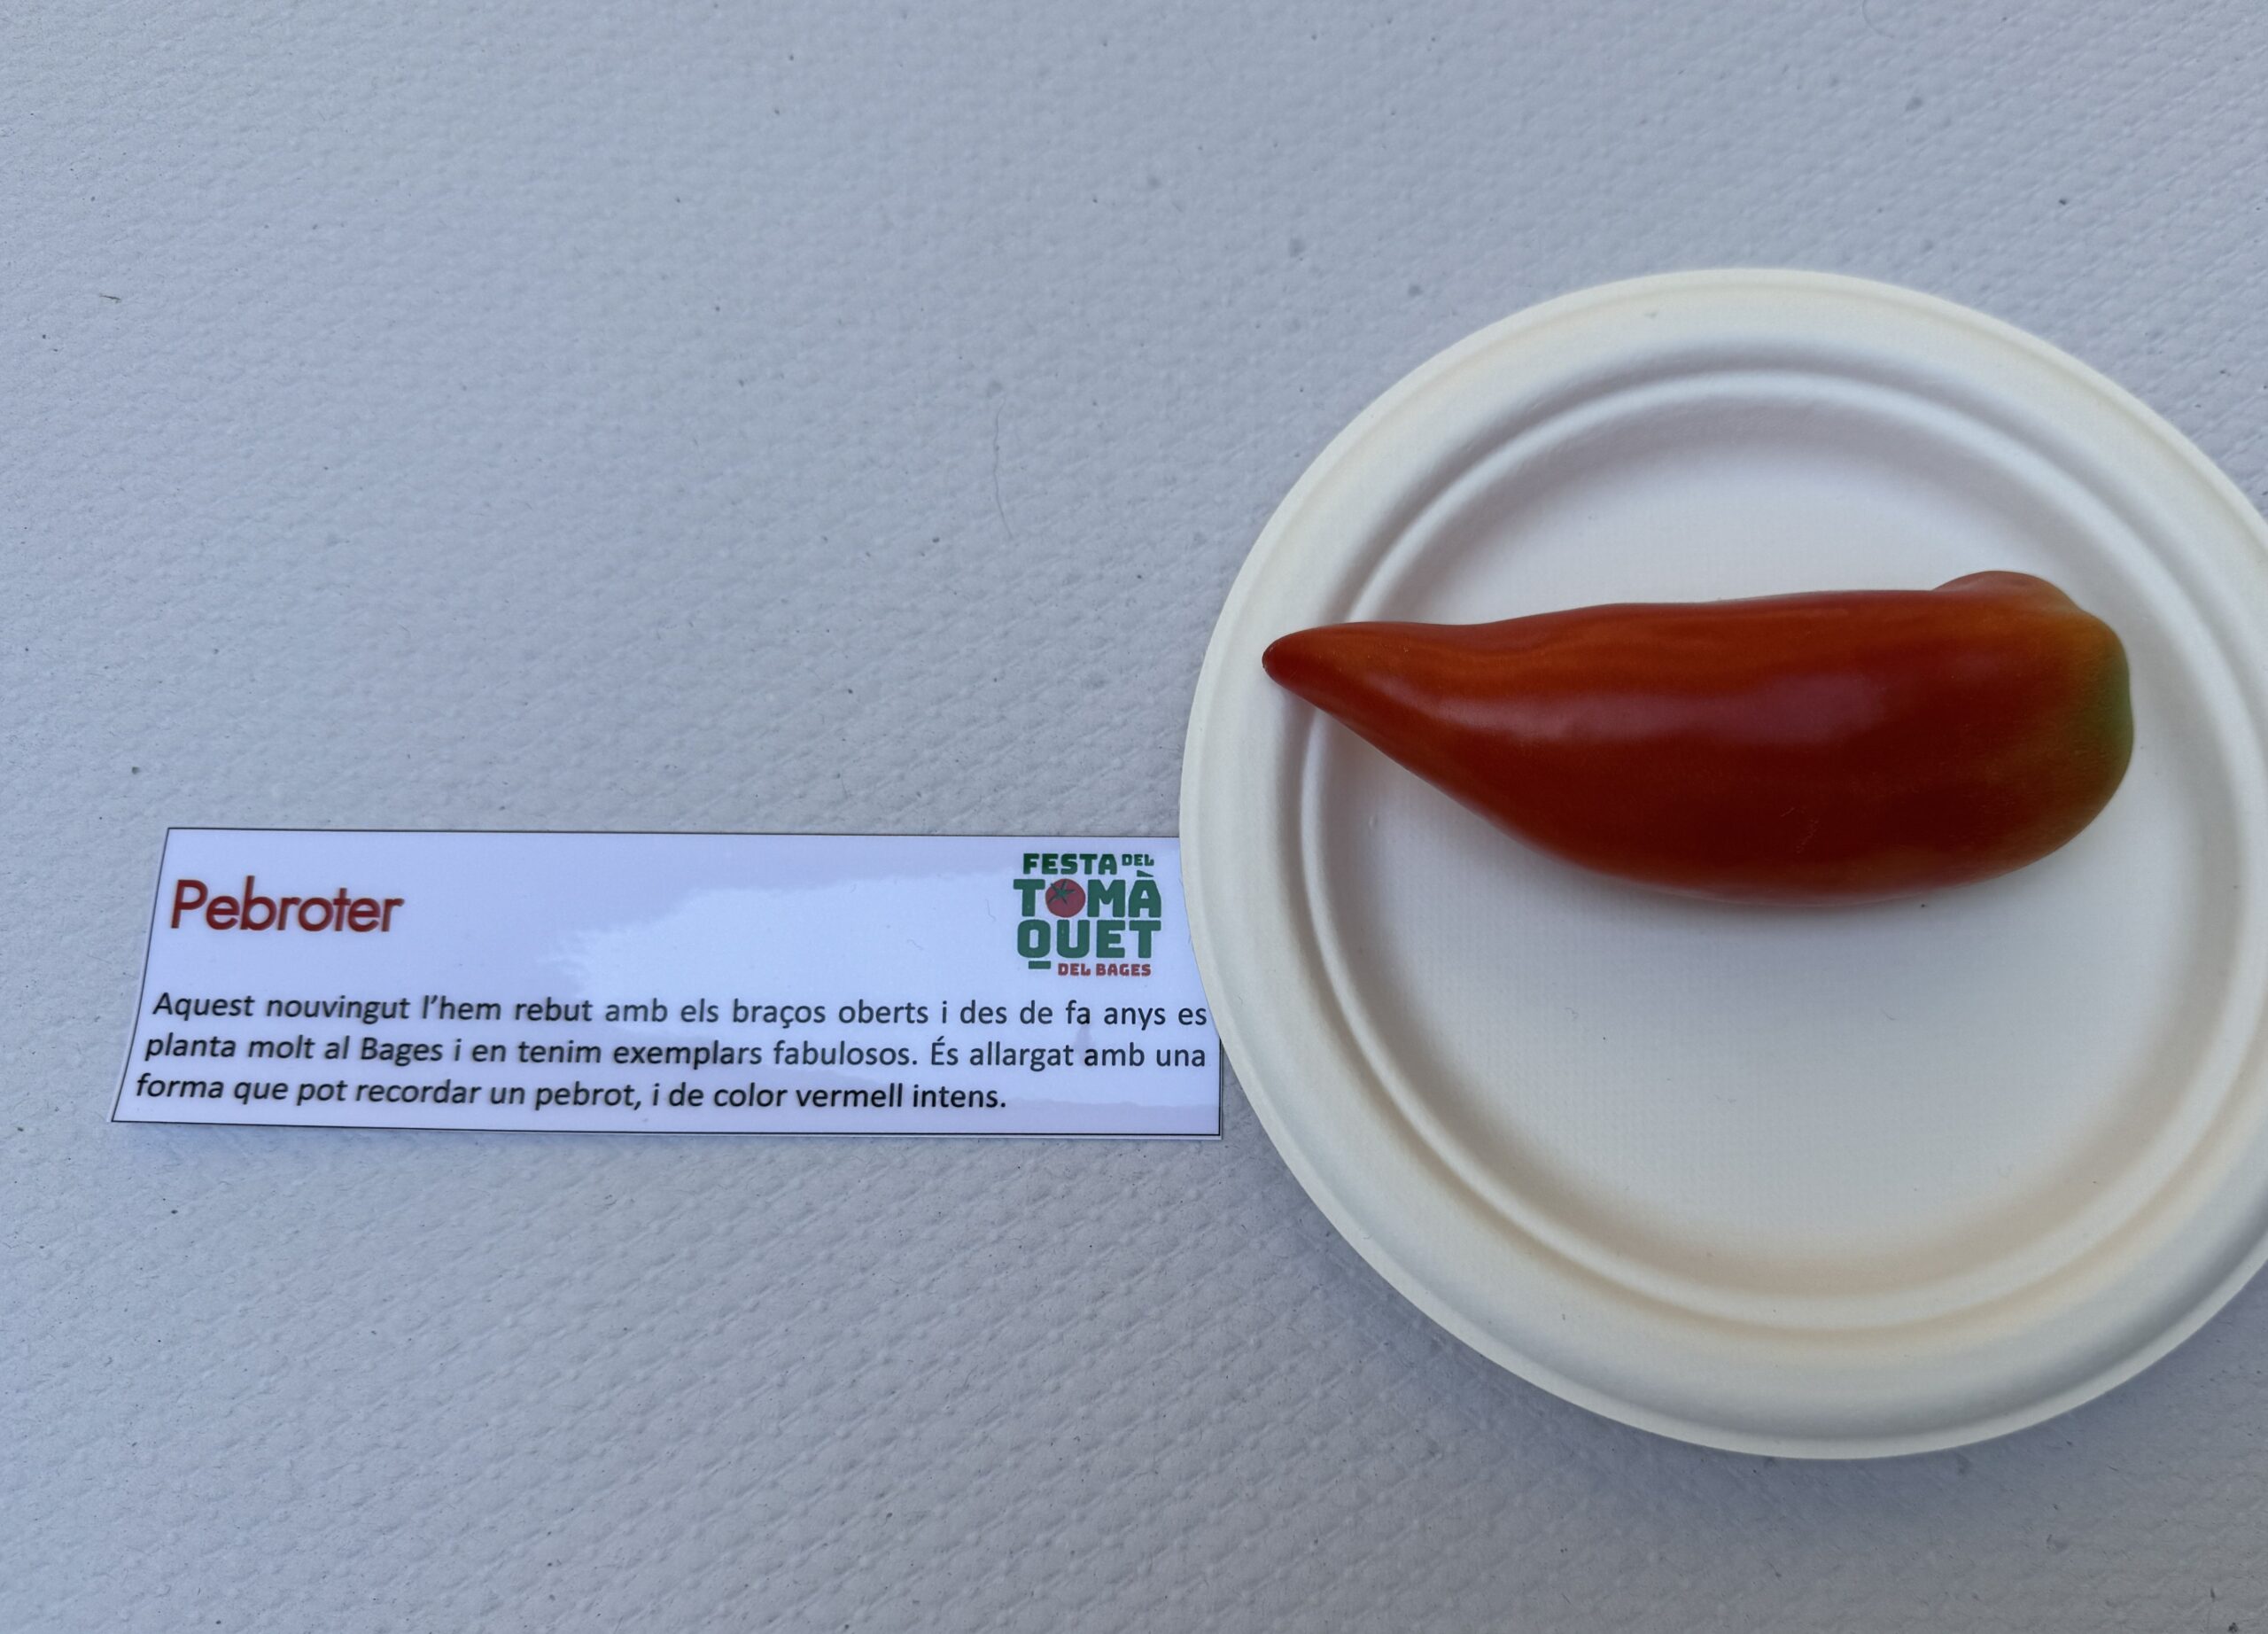 Pebroter
FESTA DEL
TOMÀ
QUET
DEL BAGES
Aquest nouvingut l’hem rebut amb els braços oberts i des de fa anys es
planta molt al Bages i en tenim exemplars fabulosos. És allargat amb una
forma que pot recordar un pebrot, i de color vermell intens.